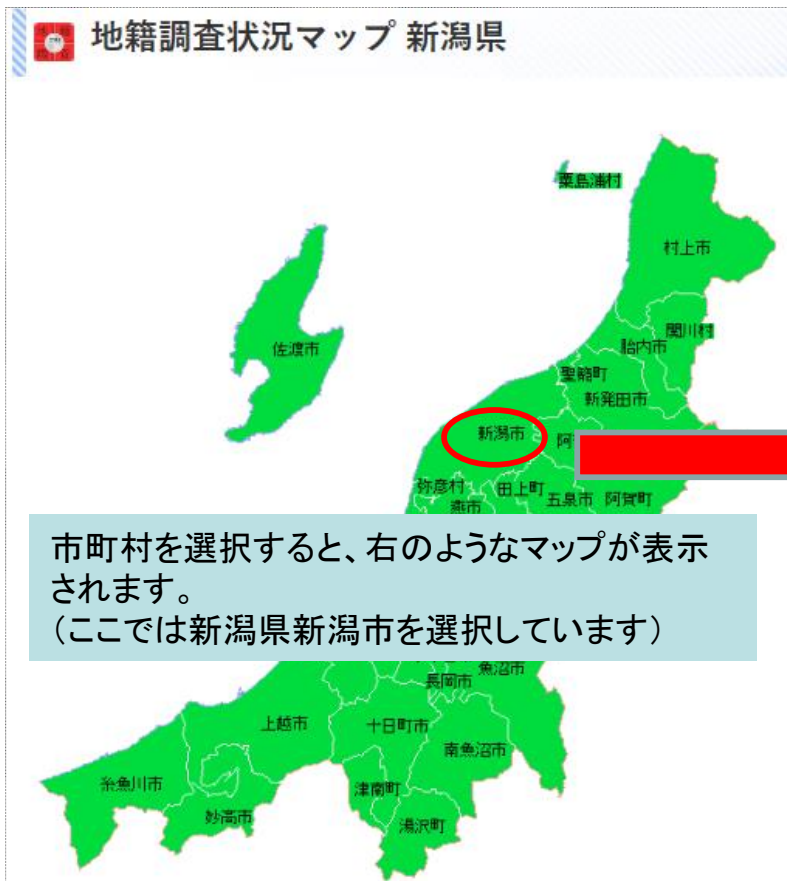 地籍調査状況マップ 新潟県
粟島浦村
村上市
関川村
胎内市
佐渡市
聖籠町
新発田市
新潟市
阿
弥彦村
田上町
五泉市
阿賀町
燕市
市町村を選択すると、右のようなマップが表示
されます。
（ここでは新潟県新潟市を選択しています）
魚沼市
長岡市
上越市
十日町市
南魚沼市
糸魚川市
津南町
妙高市
湯沢町